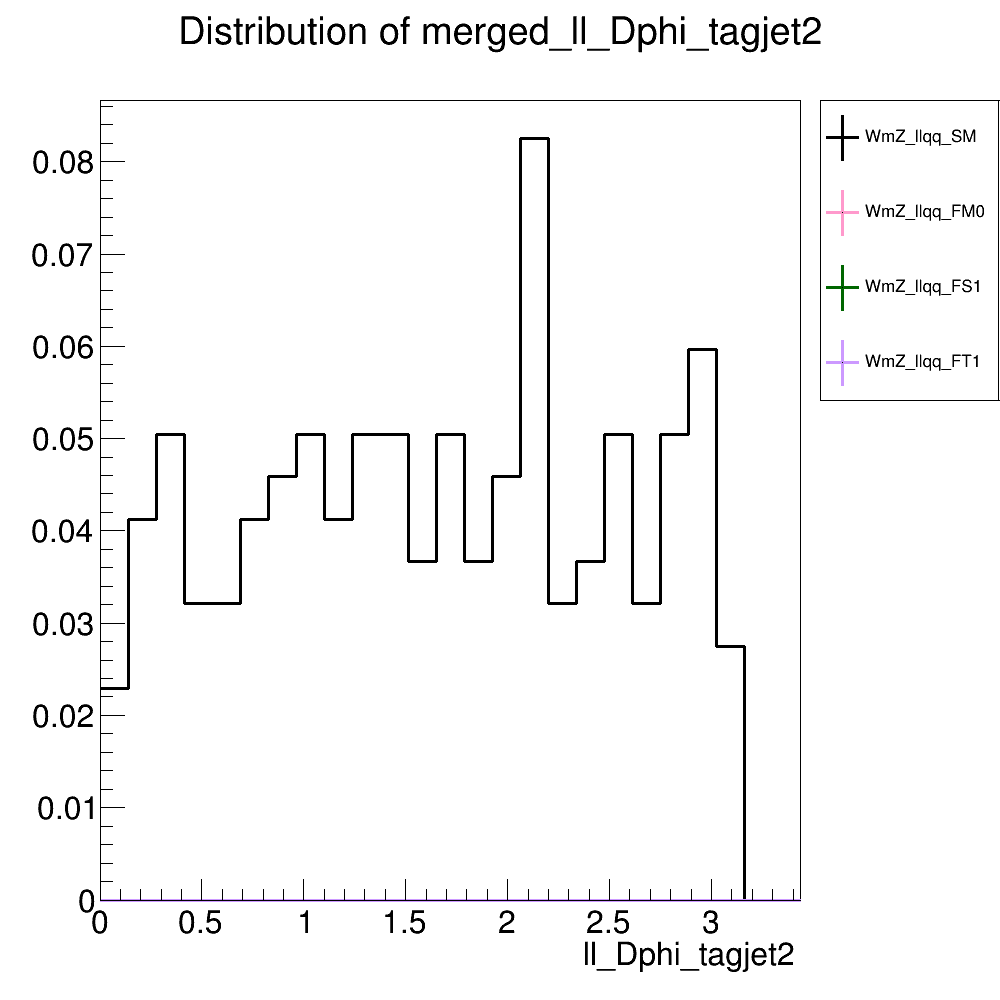 Distribution of merged_ll_Dphi_tagjet2
WmZ_llqq_SM
WmZ_llqq_FM0
WmZ_llqq_FS1
WmZ_llqq_FT1
0.08
0.07
0.06
0.05
0.04
0.03
0.02
0.01
0
0 0.5 1 1.5 2 2.5 3
ll_Dphi_tagjet2